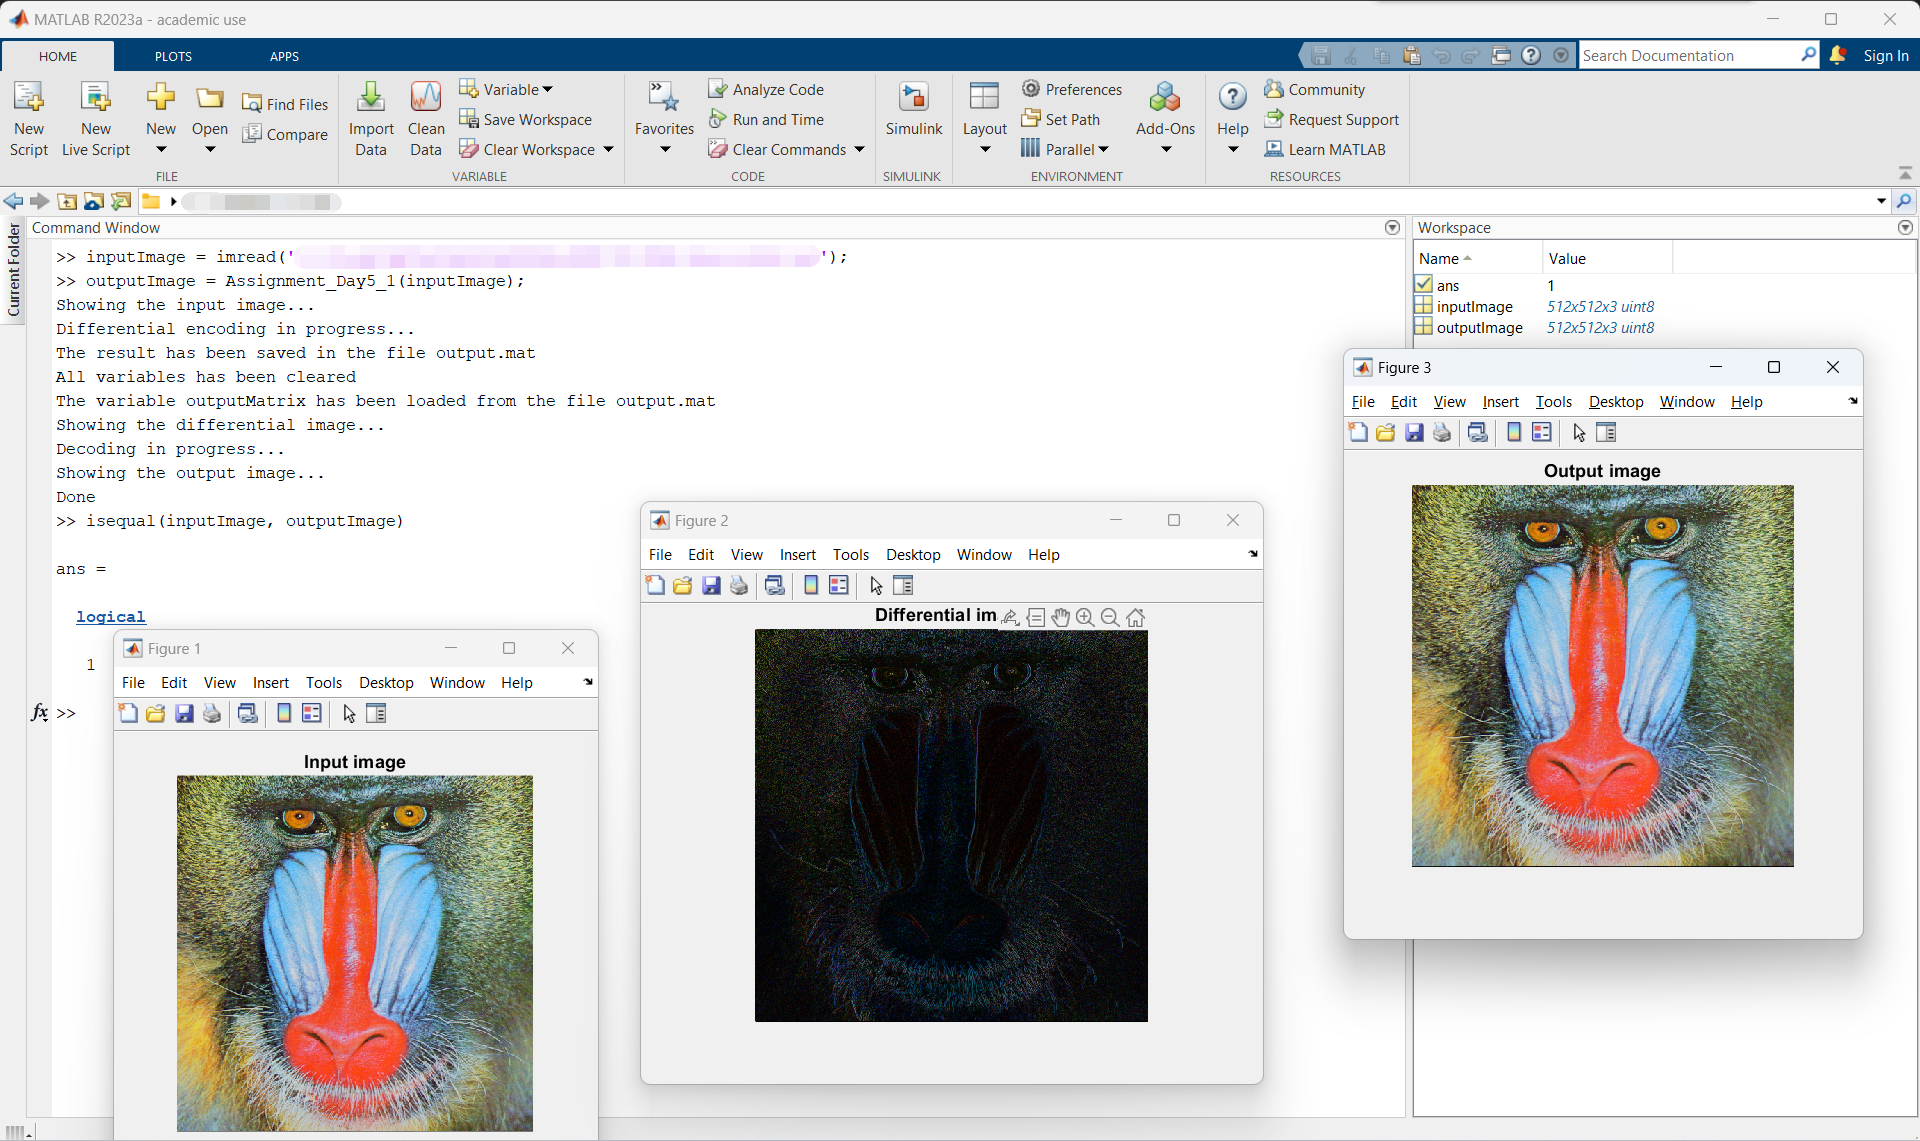 MATLAB R2023a - academic use
HOME PLOTS APPS
Search Documentation
Sign In
New Script
New Live Script
New
Open
Find Files
Compare
FILE
Import Data
Clean Data
Variable
Save Workspace
Clear Workspace
VARIABLE
Favorites
Analyze Code
Run and Time
Clear Commands
CODE
Simulink
SIMULINK
Layout
Preferences
Set Path
Parallel
Add-Ons
ENVIRONMENT
Help
Community
Request Support
Learn MATLAB
RESOURCES
Current Folder
Command Window
>> inputImage = imread(' ');
>> outputImage = Assignment_Day5_1(inputImage);
Showing the input image...
Differential encoding in progress...
The result has been saved in the file output.mat
All variables has been cleared
The variable outputMatrix has been loaded from the file output.mat
Showing the differential image...
Decoding in progress...
Showing the output image...
Done
>> isequal(inputImage, outputImage)
ans =
logical
1
fx >>
Workspace
Name Value
ans 1
inputImage 512x512x3 uint8
outputImage 512x512x3 uint8
Figure 1
File Edit View Insert Tools Desktop Window Help
Input image
Figure 2
File Edit View Insert Tools Desktop Window Help
Differential im
Figure 3
File Edit View Insert Tools Desktop Window Help
Output image